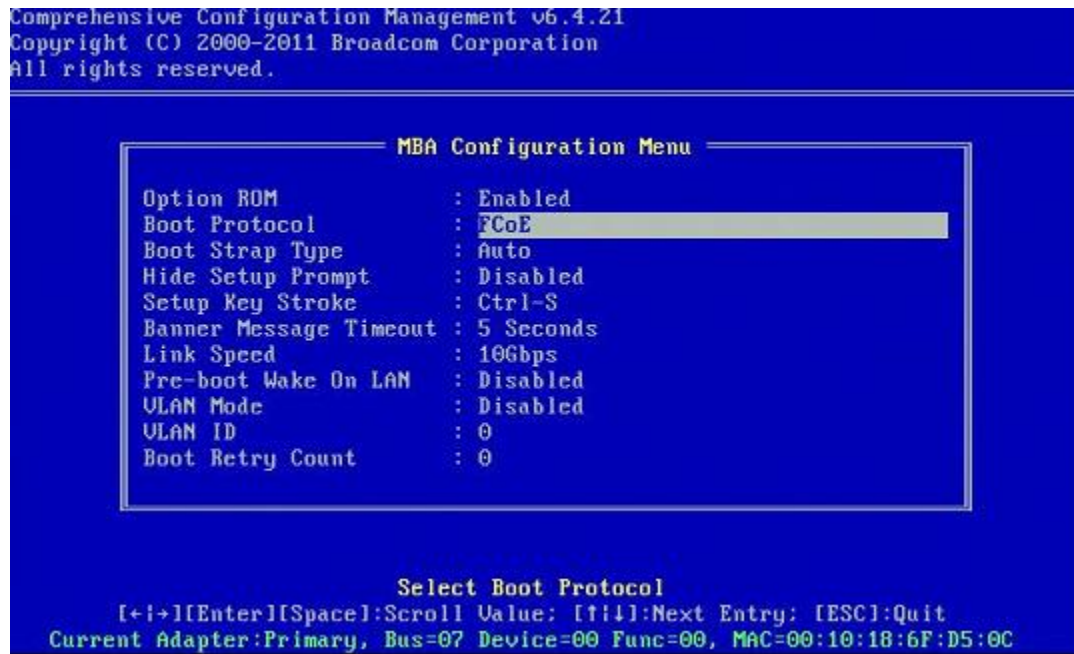 Comprehensive Configuration Management v6.4.21
Copyright (C) 2000-2011 Broadcom Corporation
All rights reserved.
MBA Configuration Menu
Option ROM : Enabled
Boot Protocol : FCoE
Boot Strap Type : Auto
Hide Setup Prompt : Disabled
Setup Key Stroke : Ctrl-S
Banner Message Timeout : 5 Seconds
Link Speed : 10Gbps
Pre-boot Wake On LAN : Disabled
VLAN Mode : Disabled
VLAN ID : 0
Boot Retry Count : 0
Select Boot Protocol
[←|→][Enter][Space]:Scroll Value; [↑|↓]:Next Entry; [ESC]:Quit
Current Adapter:Primary, Bus=07 Device=00 Func=00, MAC=00:10:18:6F:D5:0C